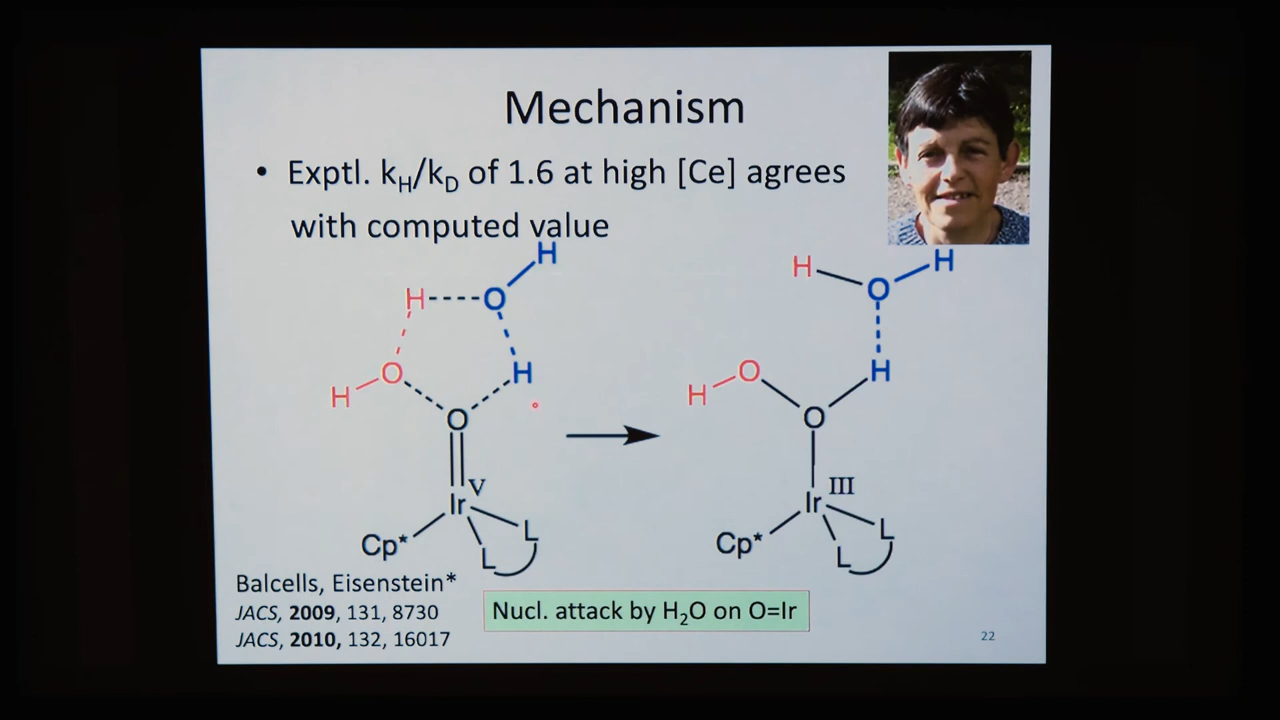 Mechanism
• Exptl. kH/kD of 1.6 at high [Ce] agrees
with computed value
H
H
O
O
H
H
O
V
Ir
Cp*
L
L
H
H
O
O
H
H
O
III
Ir
Cp*
L
L
Balcells, Eisenstein*
JACS, 2009, 131, 8730
JACS, 2010, 132, 16017
Nucl. attack by H2O on O=Ir
22